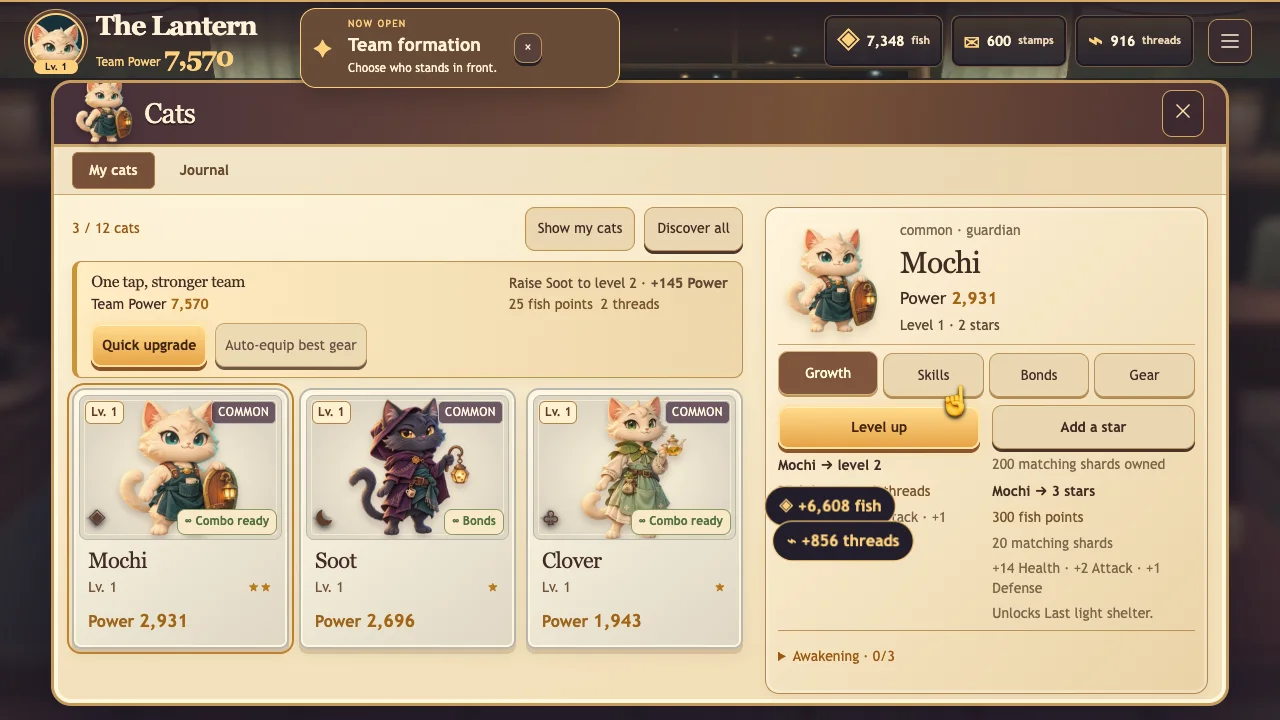 The Lantern
Lv. 1
Team Power 7,570
NOW OPEN
Team formation
Choose who stands in front.
×
7,348 fish
600 stamps
916 threads
Cats
My cats
Journal
3 / 12 cats
Show my cats
Discover all
One tap, stronger team
Team Power 7,570
Raise Soot to level 2 · +145 Power
25 fish points 2 threads
Quick upgrade
Auto-equip best gear
Lv. 1
COMMON
∞ Combo ready
Mochi
Lv. 1
★★
Power 2,931
Lv. 1
COMMON
∞ Bonds
Soot
Lv. 1
★
Power 2,696
Lv. 1
COMMON
∞ Combo ready
Clover
Lv. 1
★
Power 1,943
common · guardian
Mochi
Power 2,931
Level 1 · 2 stars
Growth
Skills
Bonds
Gear
Level up
Mochi → level 2
threads
· +1
+6,608 fish
+856 threads
Add a star
200 matching shards owned
Mochi → 3 stars
300 fish points
20 matching shards
+14 Health · +2 Attack · +1
Defense
Unlocks Last light shelter.
▶ Awakening · 0/3